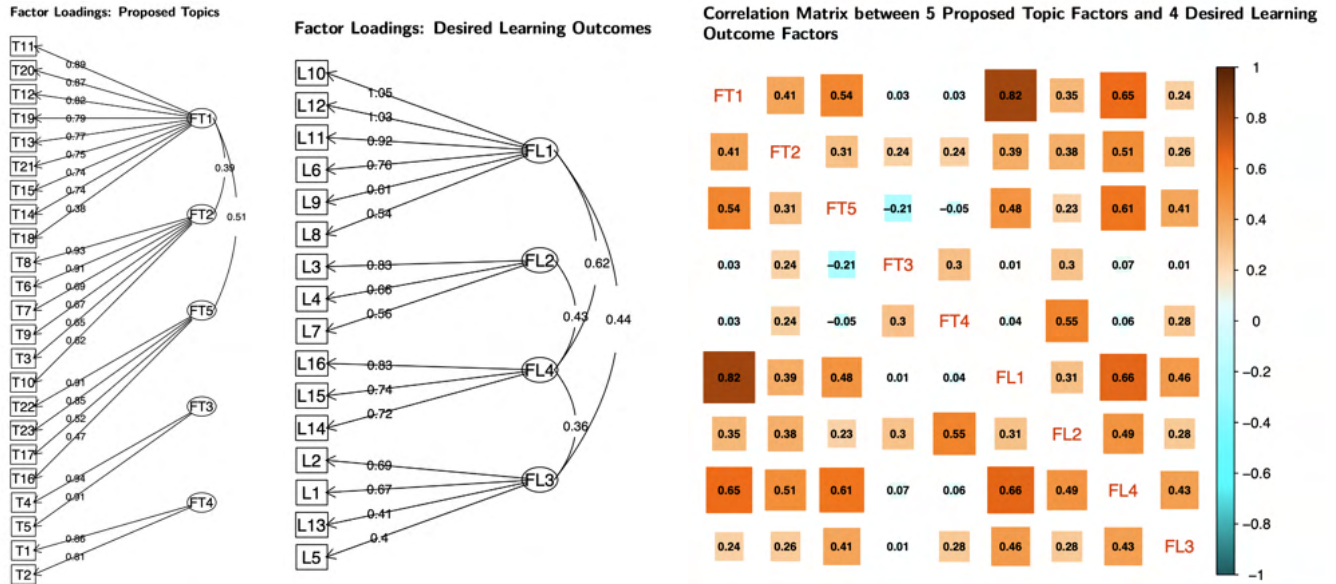 Factor Loadings: Proposed Topics
T11
T20
T12
T19
T13
T21
T15
T14
T18
T8
T6
T7
T9
T3
T10
T22
T23
T17
T16
T4
T5
T1
T2
0.89
0.87
0.82
0.79
0.77
0.75
0.74
0.74
0.38
0.93
0.91
0.69
0.67
0.65
0.62
0.91
0.85
0.52
0.47
0.94
0.91
0.86
0.81
FT1
FT2
FT5
FT3
FT4
0.39
0.51
Factor Loadings: Desired Learning Outcomes
L10
L12
L11
L6
L9
L8
L3
L4
L7
L16
L15
L14
L2
L1
L13
L5
1.05
1.03
0.92
0.76
0.61
0.54
0.83
0.66
0.56
0.83
0.74
0.72
0.69
0.67
0.41
0.4
FL1
FL2
FL4
FL3
0.62
0.43
0.44
0.36
Correlation Matrix between 5 Proposed Topic Factors and 4 Desired Learning
Outcome Factors
FT1 0.41 0.54 0.03 0.03 0.82 0.35 0.65 0.24
0.41 FT2 0.31 0.24 0.24 0.39 0.38 0.51 0.26
0.54 0.31 FT5 −0.21 −0.05 0.48 0.23 0.61 0.41
0.03 0.24 −0.21 FT3 0.3 0.01 0.3 0.07 0.01
0.03 0.24 −0.05 0.3 FT4 0.04 0.55 0.06 0.28
0.82 0.39 0.48 0.01 0.04 FL1 0.31 0.66 0.46
0.35 0.38 0.23 0.3 0.55 0.31 FL2 0.49 0.28
0.65 0.51 0.61 0.07 0.06 0.66 0.49 FL4 0.43
0.24 0.26 0.41 0.01 0.28 0.46 0.28 0.43 FL3
1
0.8
0.6
0.4
0.2
0
−0.2
−0.4
−0.6
−0.8
−1